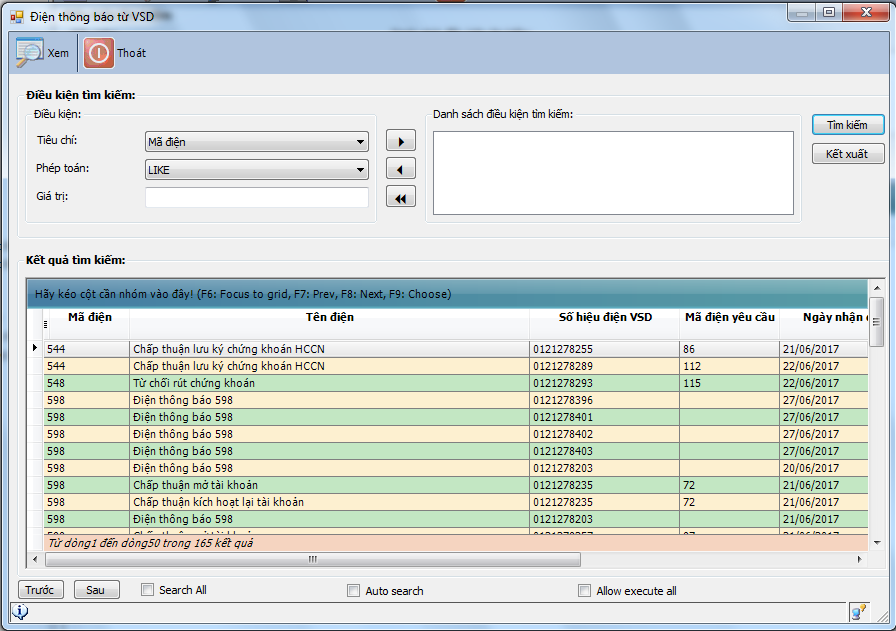 Điện thông báo từ VSD
Xem Thoát
Điều kiện tìm kiếm:
Điều kiện: Danh sách điều kiện tìm kiếm:
Tiêu chí: Mã điện Tìm kiếm
Phép toán: LIKE Kết xuất
Giá trị:
Kết quả tìm kiếm:
Hãy kéo cột cần nhóm vào đây! (F6: Focus to grid, F7: Prev, F8: Next, F9: Choose)
Mã điện Tên điện Số hiệu điện VSD Mã điện yêu cầu Ngày nhận
544 Chấp thuận lưu ký chứng khoán HCCN 0121278255 86 21/06/2017
544 Chấp thuận lưu ký chứng khoán HCCN 0121278289 112 22/06/2017
548 Từ chối rút chứng khoán 0121278293 115 22/06/2017
598 Điện thông báo 598 0121278396 27/06/2017
598 Điện thông báo 598 0121278401 27/06/2017
598 Điện thông báo 598 0121278402 27/06/2017
598 Điện thông báo 598 0121278403 27/06/2017
598 Điện thông báo 598 0121278203 20/06/2017
598 Chấp thuận mở tài khoản 0121278235 72 21/06/2017
598 Chấp thuận kích hoạt lại tài khoản 0121278235 72 21/06/2017
598 Điện thông báo 598 0121278203 21/06/2017
Từ dòng1 đến dòng50 trong 165 kết quả
Trước Sau Search All Auto search Allow execute all